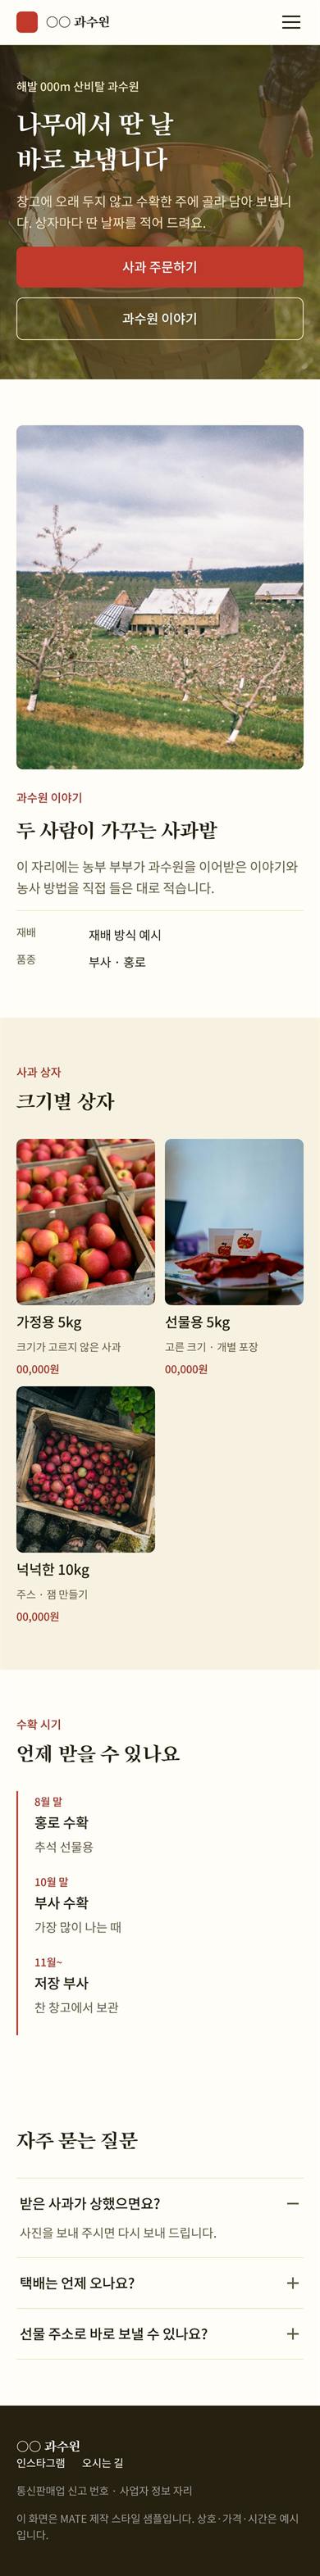 ○○ 과수원
해발 000m 산비탈 과수원
나무에서 딴 날
바로 보냅니다
창고에 오래 두지 않고 수확한 주에 골라 담아 보냅니
다. 상자마다 딴 날짜를 적어 드려요.
사과 주문하기
과수원 이야기
과수원 이야기
두 사람이 가꾸는 사과밭
이 자리에는 농부 부부가 과수원을 이어받은 이야기와
농사 방법을 직접 들은 대로 적습니다.
재배 재배 방식 예시
품종 부사 · 홍로
사과 상자
크기별 상자
가정용 5kg
크기가 고르지 않은 사과
00,000원
선물용 5kg
고른 크기 · 개별 포장
00,000원
넉넉한 10kg
주스 · 잼 만들기
00,000원
수확 시기
언제 받을 수 있나요
8월 말
홍로 수확
추석 선물용
10월 말
부사 수확
가장 많이 나는 때
11월~
저장 부사
찬 창고에서 보관
자주 묻는 질문
받은 사과가 상했으면요?
사진을 보내 주시면 다시 보내 드립니다.
택배는 언제 오나요?
선물 주소로 바로 보낼 수 있나요?
○○ 과수원
인스타그램 오시는 길
통신판매업 신고 번호 · 사업자 정보 자리
이 화면은 MATE 제작 스타일 샘플입니다. 상호·가격·시간은 예시
입니다.